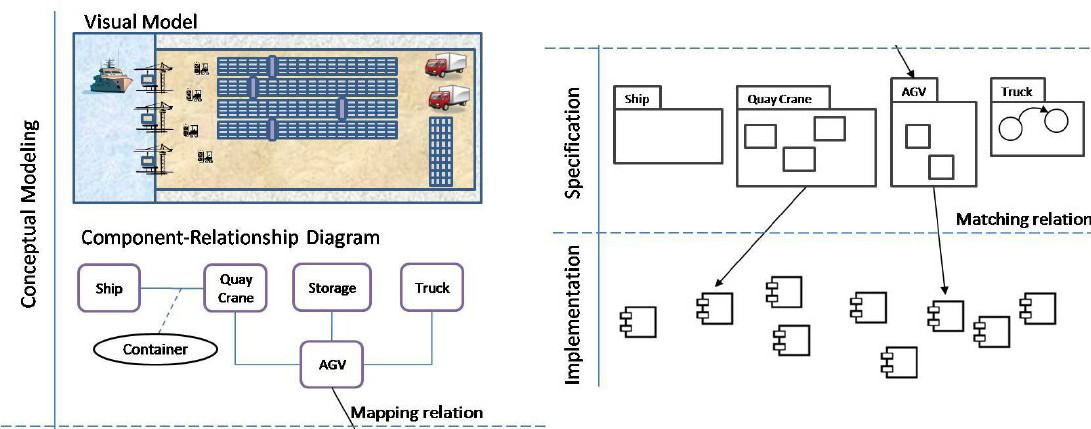 Visual Model
Conceptual Modeling
Component-Relationship Diagram
Ship
Quay
Crane
Storage
Truck
Container
AGV
Mapping relation
Specification
Ship
Quay Crane
AGV
Truck
Matching relation
Implementation